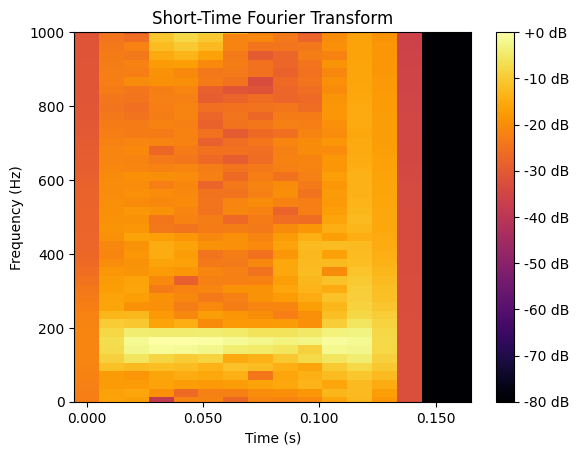 Short-Time Fourier Transform
Frequency (Hz)
1000
800
600
400
200
0
0.000
0.050
0.100
0.150
Time (s)
+0 dB
-10 dB
-20 dB
-30 dB
-40 dB
-50 dB
-60 dB
-70 dB
-80 dB